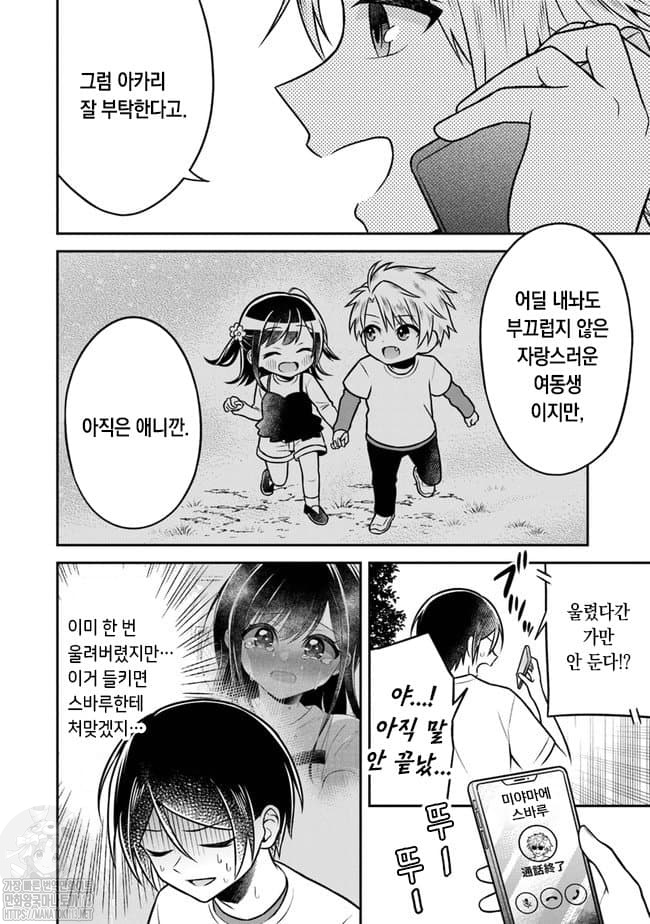 그럼 아카리
잘 부탁한다고.
어딜 내놔도
부끄럽지 않은
자랑스러운
여동생
이지만,
아직은 애니깐.
울렸다간
가만
안 둔다!?
야...!
아직 말
안 끝났...
뚜ー
뚜ー
미야마에
스바루
通話終了
이미 한 번
울려버렸지만…
이거 들키면
스바루한테
처맞겠지…